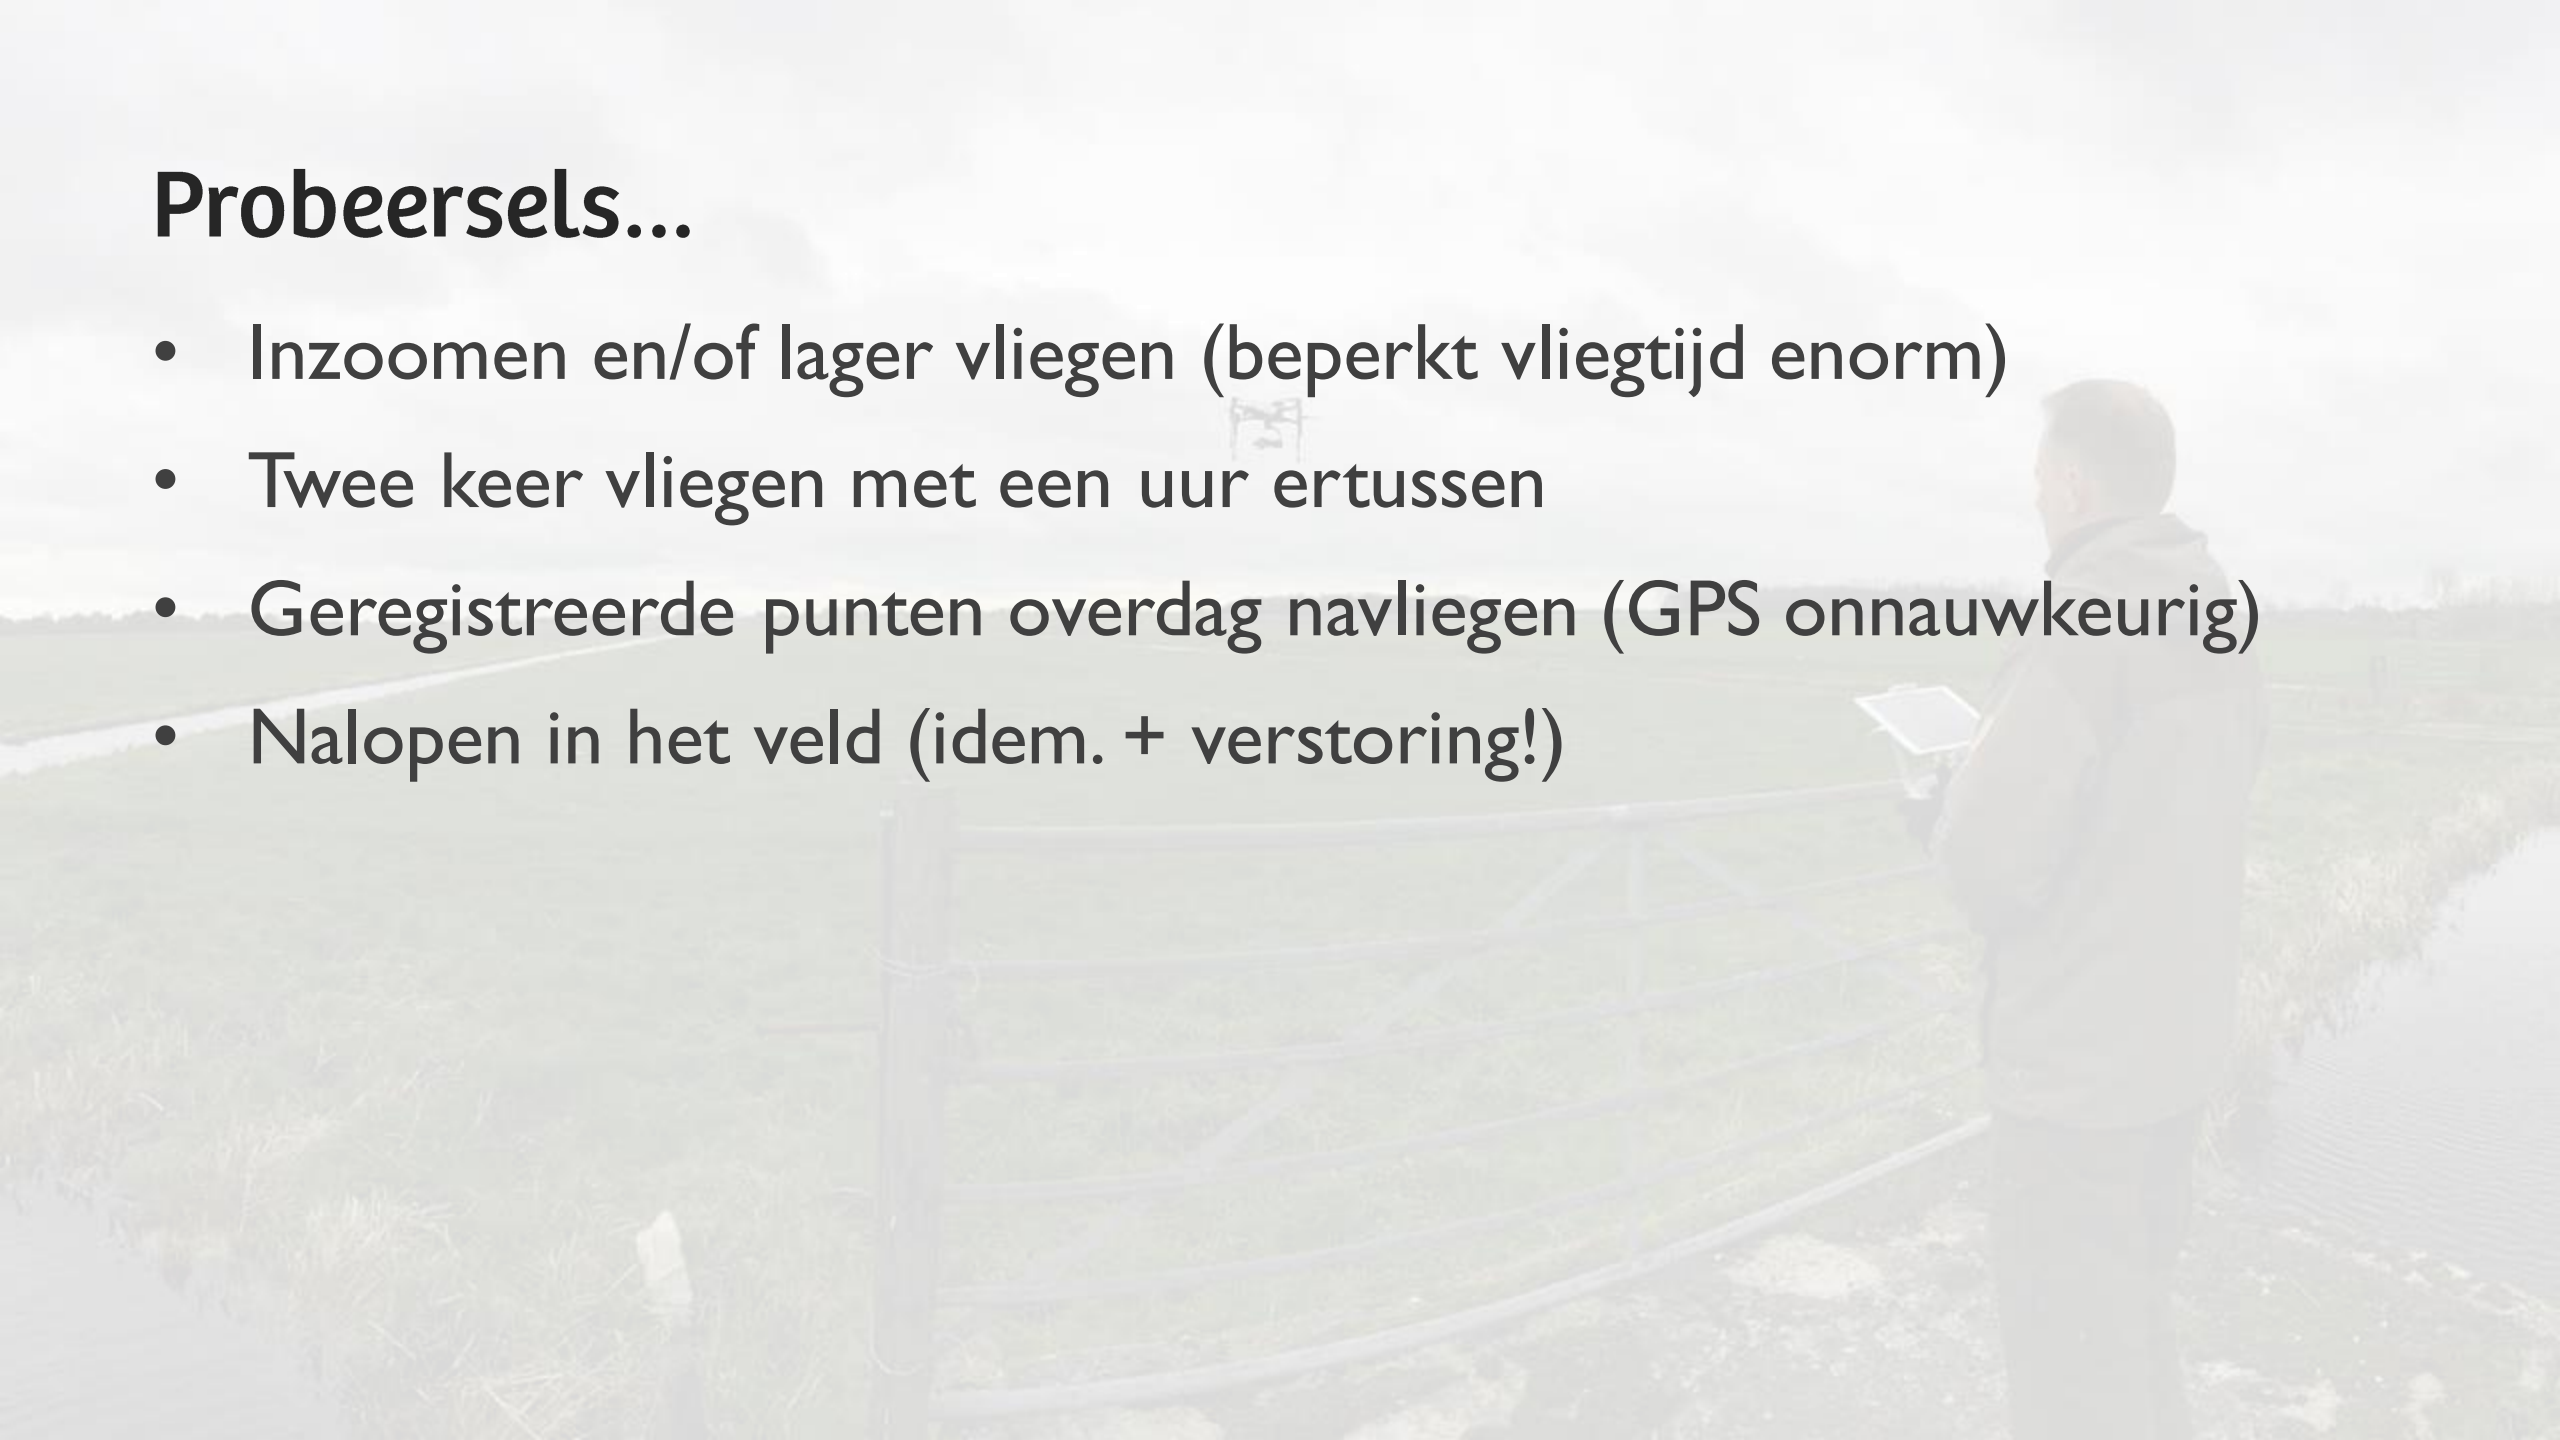 Probeersels...
• Inzoomen en/of lager vliegen (beperkt vliegtijd enorm)
• Twee keer vliegen met een uur ertussen
• Geregistreerde punten overdag navliegen (GPS onnauwkeurig)
• Nalopen in het veld (idem. + verstoring!)